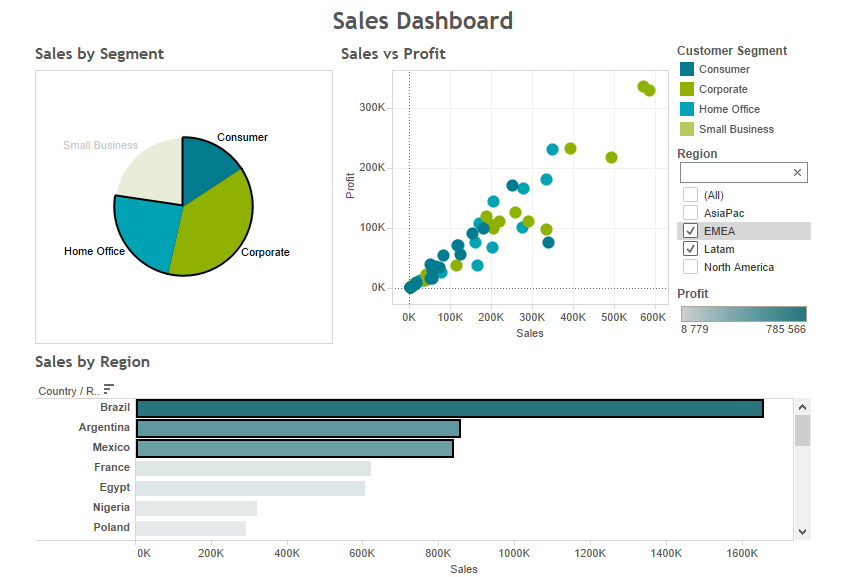 Sales Dashboard
Sales by Segment
Small Business
Consumer
Home Office
Corporate
Sales vs Profit
Profit
300K
200K
100K
0K
0K 100K 200K 300K 400K 500K 600K
Sales
Customer Segment
Consumer
Corporate
Home Office
Small Business
Region
(All)
AsiaPac
EMEA
Latam
North America
Profit
8 779 785 566
Sales by Region
Country / R..
Brazil
Argentina
Mexico
France
Egypt
Nigeria
Poland
0K 200K 400K 600K 800K 1000K 1200K 1400K 1600K
Sales